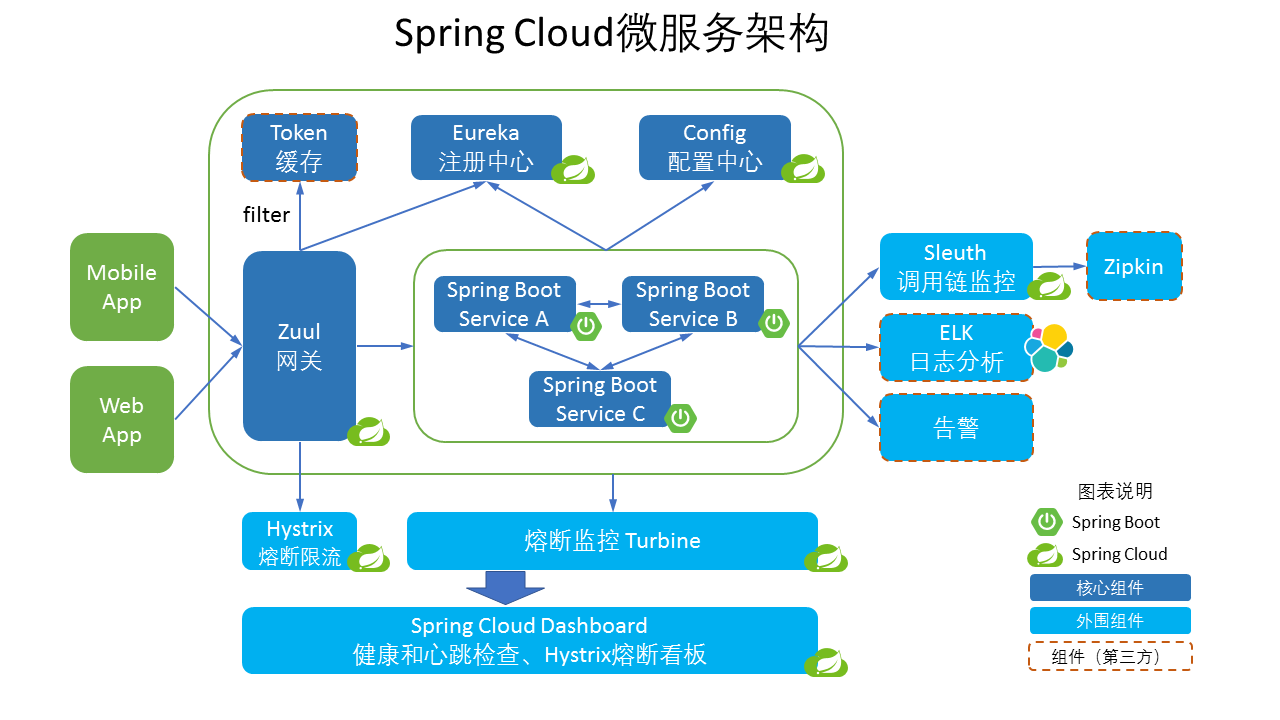 Spring Cloud微服务架构
Token
缓存
Eureka
注册中心
Config
配置中心
filter
Mobile
App
Web
App
Zuul
网关
Spring Boot
Service A
Spring Boot
Service B
Spring Boot
Service C
Sleuth
调用链监控
Zipkin
ELK
日志分析
告警
Hystrix
熔断限流
熔断监控 Turbine
Spring Cloud Dashboard
健康和心跳检查、Hystrix熔断看板
图表说明
Spring Boot
Spring Cloud
核心组件
外围组件
组件（第三方）